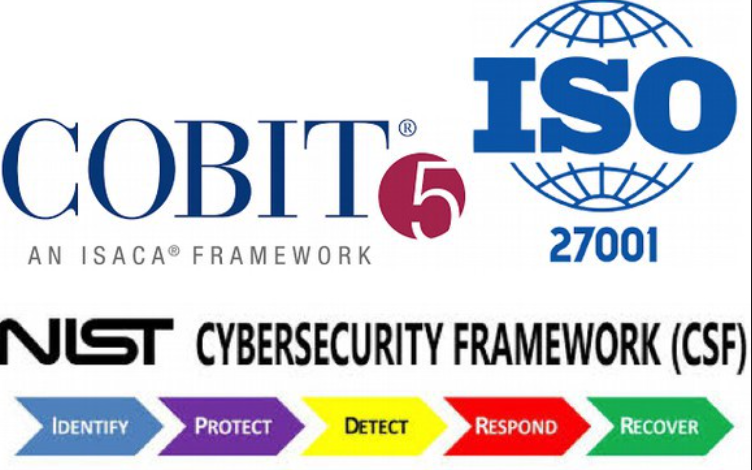 COBIT® 5
AN ISACA® FRAMEWORK
ISO
27001
NIST CYBERSECURITY FRAMEWORK (CSF)
IDENTIFY
PROTECT
DETECT
RESPOND
RECOVER